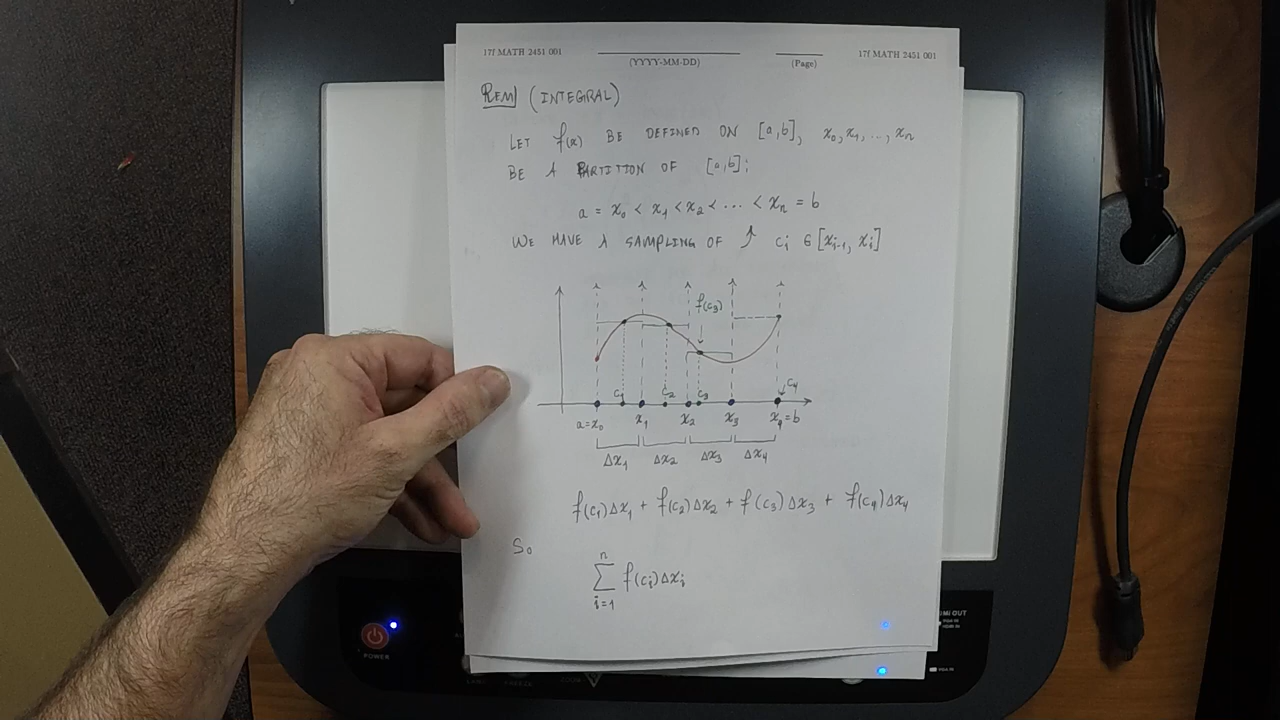 17f MATH 2451 001 (YYYY-MM-DD) (Page) 17f MATH 2451 001
REM (INTEGRAL)
LET f(x) BE DEFINED ON [a,b], x₀,x₁,...,xₙ
BE A PARTITION OF [a,b]:
a = x₀ < x₁ < x₂ < ... < xₙ = b
WE HAVE A SAMPLING OF ↑ cᵢ ∈ [xᵢ₋₁, xᵢ]
f(c₃)
c₁ c₂ c₃ c₄
a=x₀ x₁ x₂ x₃ x₄=b
Δx₁ Δx₂ Δx₃ Δx₄
f(c₁)Δx₁ + f(c₂)Δx₂ + f(c₃)Δx₃ + f(c₄)Δx₄
So
n
∑ f(cᵢ)Δxᵢ
i=1
POWER